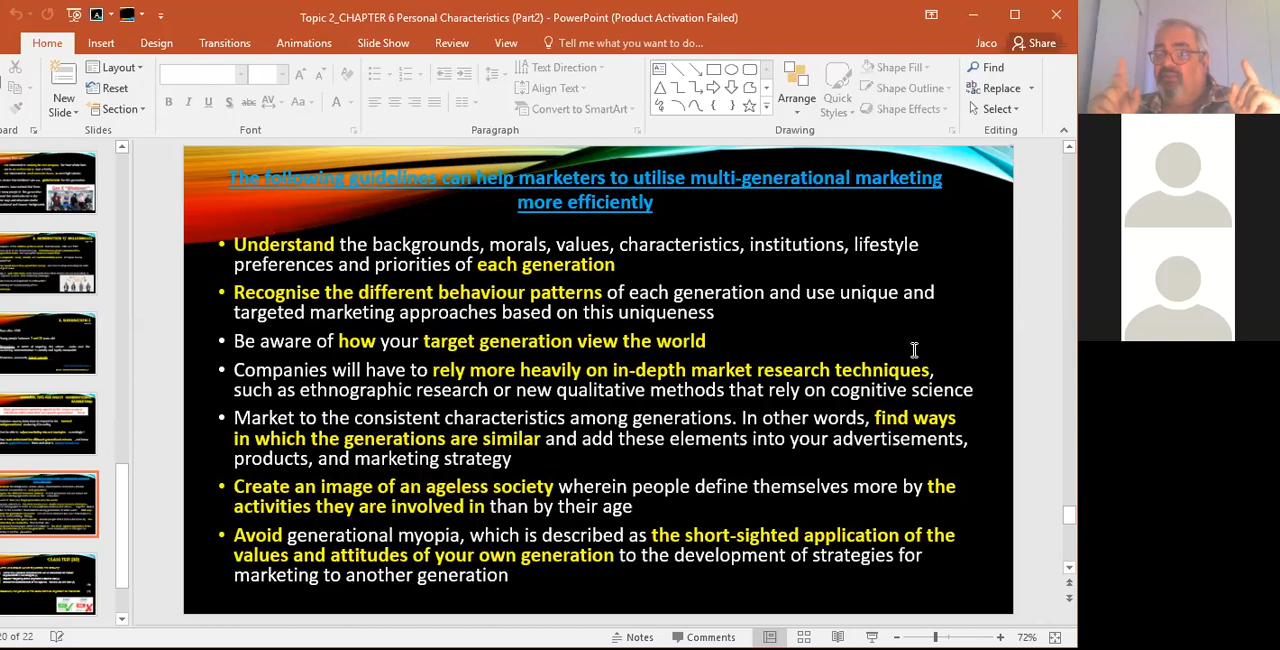 Topic 2_CHAPTER 6 Personal Characteristics (Part2) - PowerPoint (Product Activation Failed)
Home Insert Design Transitions Animations Slide Show Review View Tell me what you want to do... Jaco Share
Layout Text Direction Shape Fill Find
New Slide Reset Align Text Arrange Quick Styles Shape Outline Replace
Section B I U S abc AV Aa A Convert to SmartArt Shape Effects Select
oard Slides Font Paragraph Drawing Editing
The following guidelines can help marketers to utilise multi-generational marketing
more efficiently
• Understand the backgrounds, morals, values, characteristics, institutions, lifestyle
preferences and priorities of each generation
• Recognise the different behaviour patterns of each generation and use unique and
targeted marketing approaches based on this uniqueness
• Be aware of how your target generation view the world
• Companies will have to rely more heavily on in-depth market research techniques,
such as ethnographic research or new qualitative methods that rely on cognitive science
• Market to the consistent characteristics among generations In other words, find ways
in which the generations are similar and add these elements into your advertisements,
products, and marketing strategy
• Create an image of an ageless society wherein people define themselves more by the
activities they are involved in than by their age
• Avoid generational myopia, which is described as the short-sighted application of the
values and attitudes of your own generation to the development of strategies for
marketing to another generation
20 of 22 Notes Comments 72%